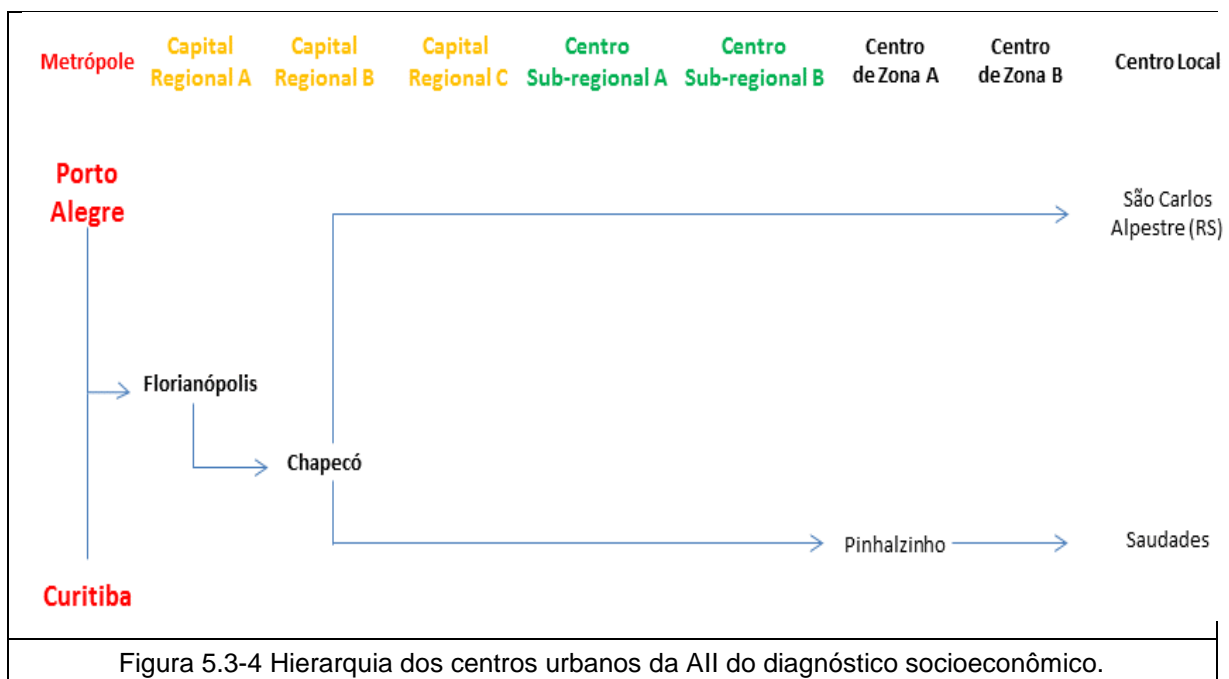 Metrópole
Capital
Regional A
Capital
Regional B
Capital
Regional C
Centro
Sub-regional A
Centro
Sub-regional B
Centro
de Zona A
Centro
de Zona B
Centro Local
Porto
Alegre
São Carlos
Alpestre (RS)
Florianópolis
Chapecó
Pinhalzinho
Saudades
Curitiba
Figura 5.3-4 Hierarquia dos centros urbanos da AII do diagnóstico socioeconômico.